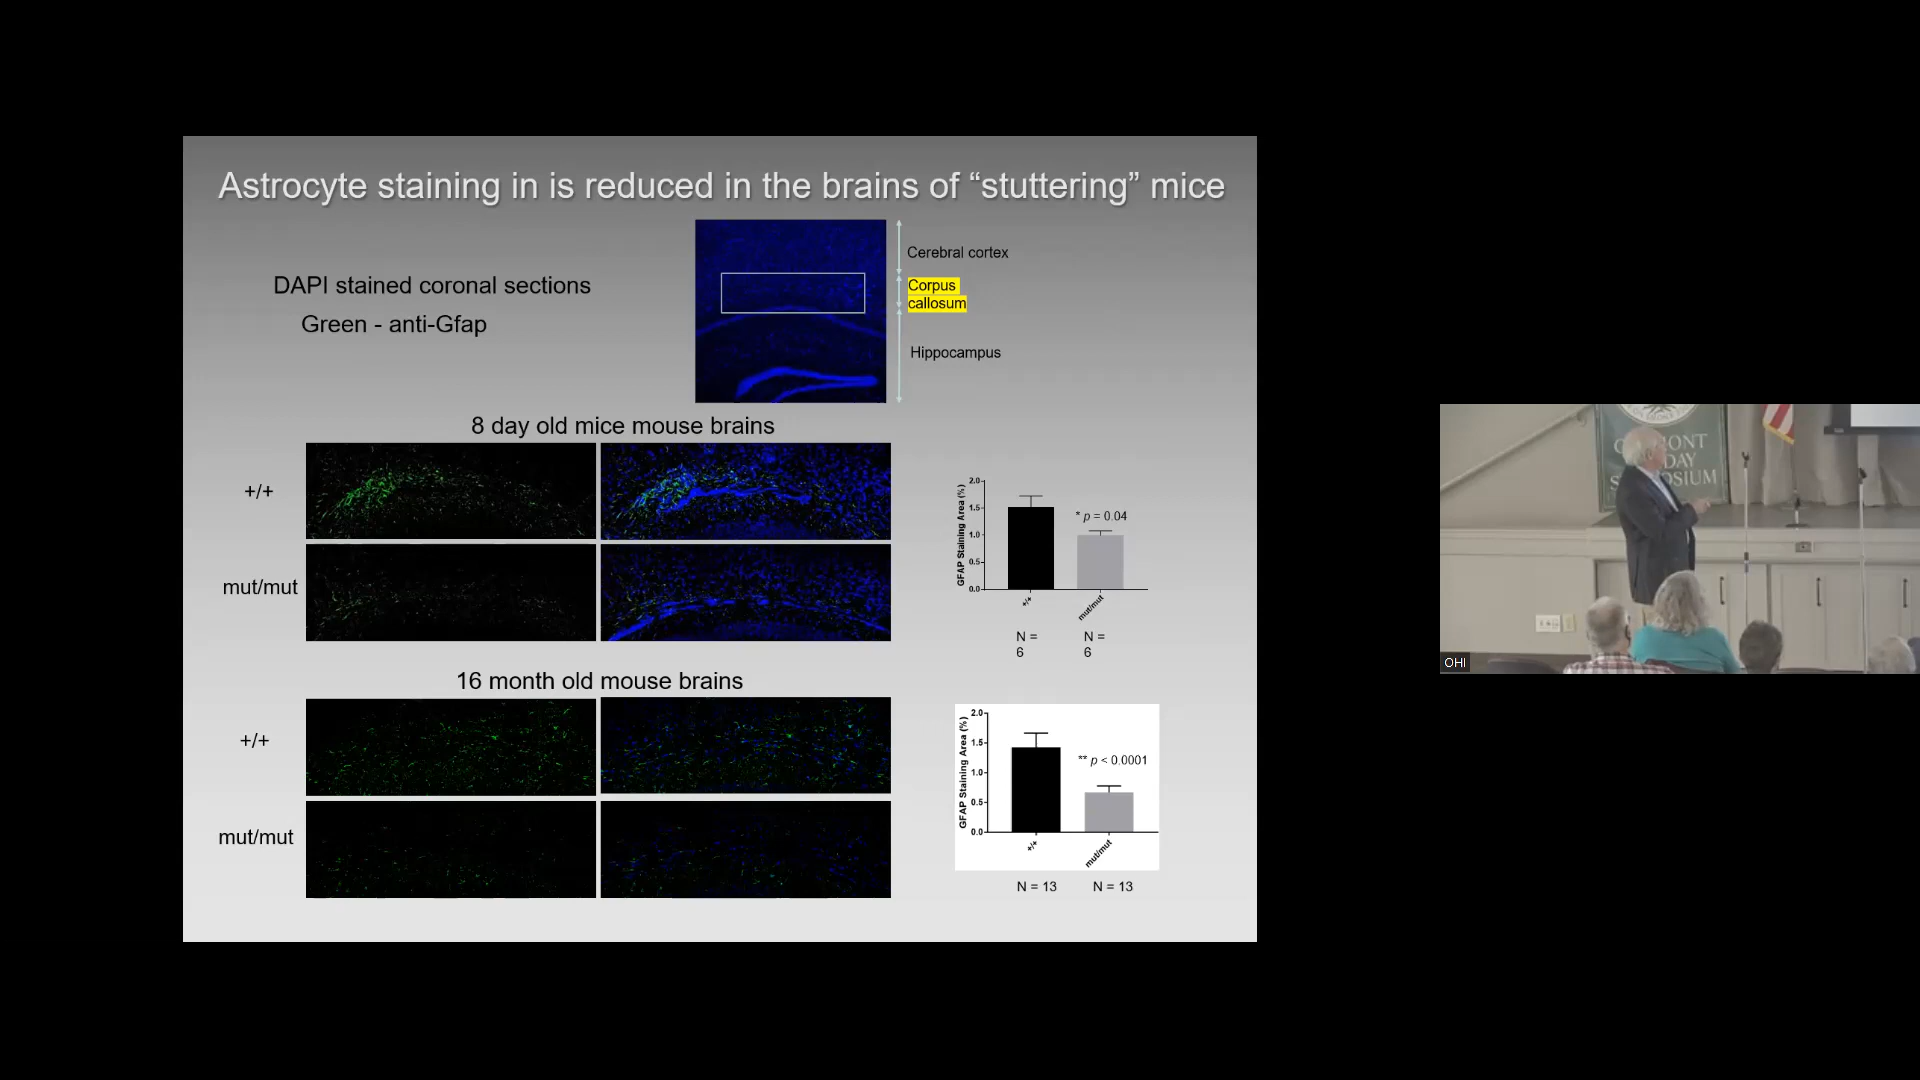 Astrocyte staining in is reduced in the brains of “stuttering” mice
DAPI stained coronal sections
Green - anti-Gfap
Cerebral cortex
Corpus
callosum
Hippocampus
8 day old mice mouse brains
+/+
mut/mut
GFAP Staining Area (%)
2.0
1.5
1.0
0.5
0.0
* p = 0.04
+/+
mut/mut
N =
6
N =
6
16 month old mouse brains
+/+
mut/mut
GFAP Staining Area (%)
2.0
1.5
1.0
0.5
0.0
** p < 0.0001
+/+
mut/mut
N = 13
N = 13
DAY
OHI